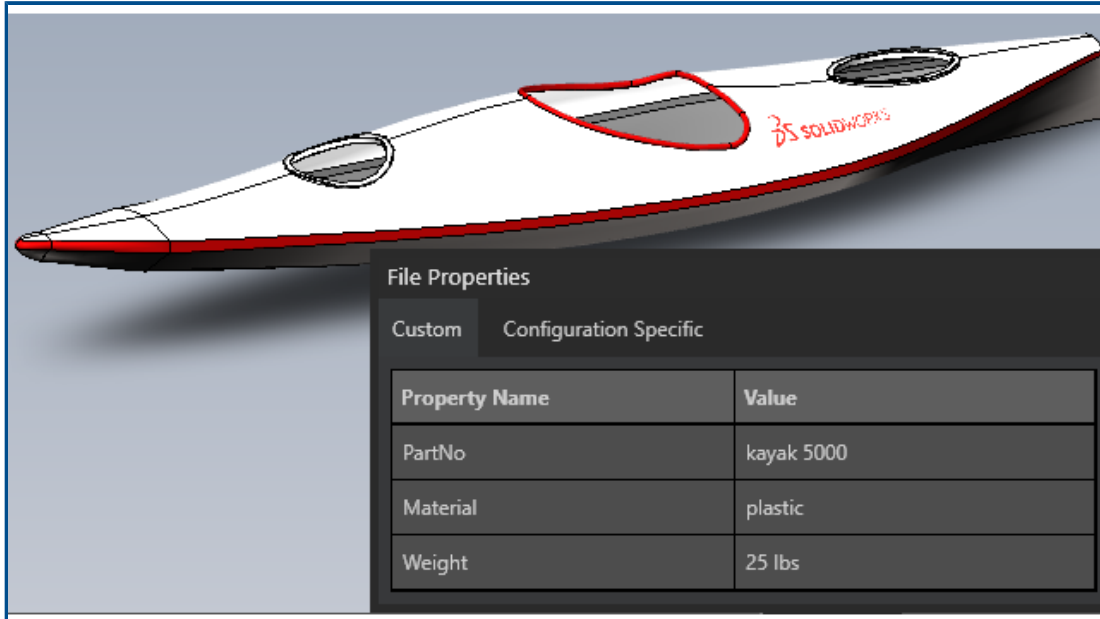 SOLIDWORKS
File Properties
Custom Configuration Specific
Property Name Value
PartNo kayak 5000
Material plastic
Weight 25 lbs